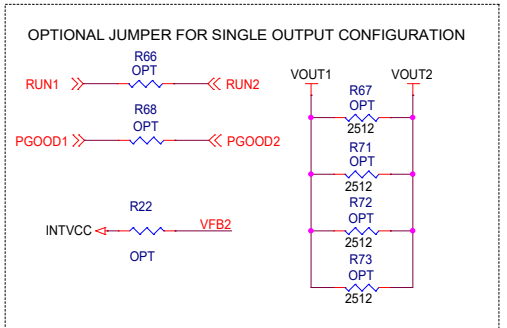 OPTIONAL JUMPER FOR SINGLE OUTPUT CONFIGURATION
R66
OPT
RUN1
RUN2
R68
OPT
PGOOD1
PGOOD2
R22
INTVCC
VFB2
OPT
VOUT1
VOUT2
R67
OPT
2512
R71
OPT
2512
R72
OPT
2512
R73
OPT
2512